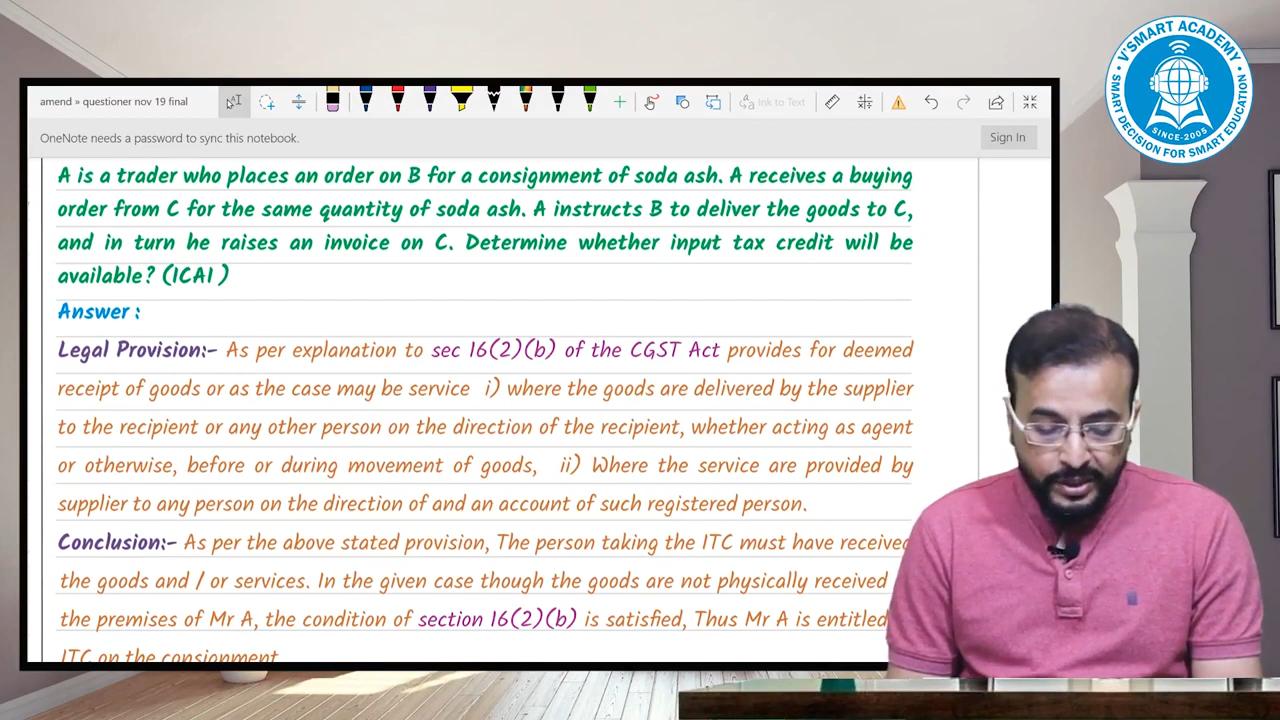 amend » questioner nov 19 final
Ink to Text
OneNote needs a password to sync this notebook.
Sign In
A is a trader who places an order on B for a consignment of soda ash. A receives a buying
order from C for the same quantity of soda ash. A instructs B to deliver the goods to C,
and in turn he raises an invoice on C. Determine whether input tax credit will be
available? (ICAI )
Answer :
Legal Provision:- As per explanation to sec 16(2)(b) of the CGST Act provides for deemed
receipt of goods or as the case may be service i) where the goods are delivered by the supplier
to the recipient or any other person on the direction of the recipient, whether acting as agent
or otherwise, before or during movement of goods, ii) Where the service are provided by
supplier to any person on the direction of and an account of such registered person.
Conclusion:- As per the above stated provision, The person taking the ITC must have received
the goods and / or services. In the given case though the goods are not physically received
the premises of Mr A, the condition of section 16(2)(b) is satisfied, Thus Mr A is entitled
ITC on the consignment
V'SMART ACADEMY
SINCE-2005
SMART DECISION FOR SMART EDUCATION